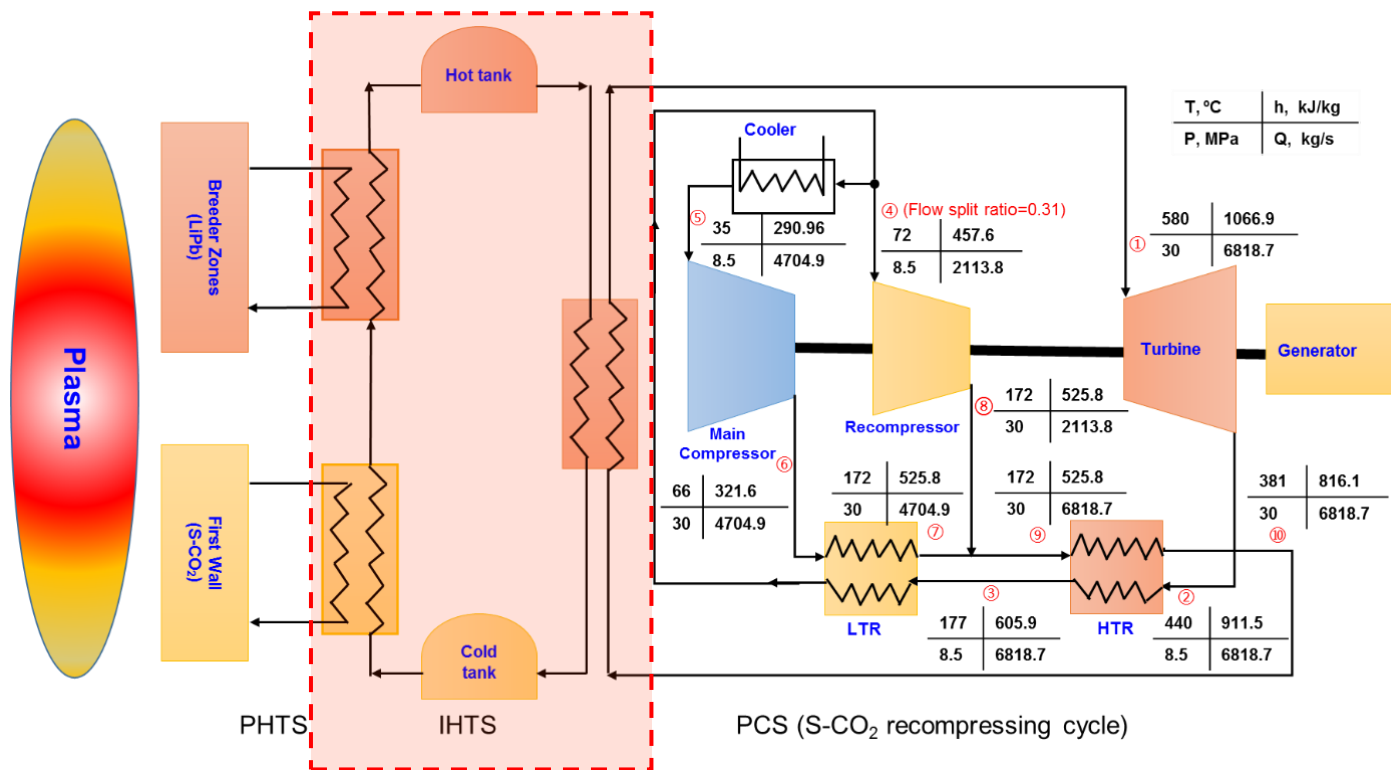 Hot tank
T, ºC h, kJ/kg
P, MPa Q, kg/s
Cooler
Breeder Zones
(LiPb)
④ (Flow split ratio=0.31)
⑤
35 290.96
8.5 4704.9
72 457.6
8.5 2113.8
①
580 1066.9
30 6818.7
Plasma
Turbine
Generator
Main
Compressor
Recompressor
⑧
172 525.8
30 2113.8
⑥
66 321.6
30 4704.9
172 525.8
30 4704.9
⑦
172 525.8
30 6818.7
⑨
381 816.1
30 6818.7
⑩
First Wall
(S-CO₂)
③
②
LTR
HTR
177 605.9
8.5 6818.7
440 911.5
8.5 6818.7
Cold
tank
PHTS
IHTS
PCS (S-CO₂ recompressing cycle)